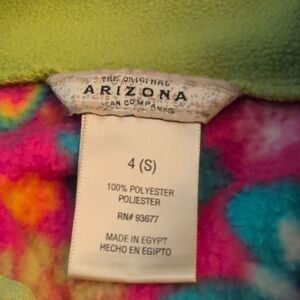 THE ORIGINAL
ARIZONA
JEAN COMPANY®
4 (S)
100% POLYESTER
POLIESTER
RN# 93677
MADE IN EGYPT
HECHO EN EGIPTO